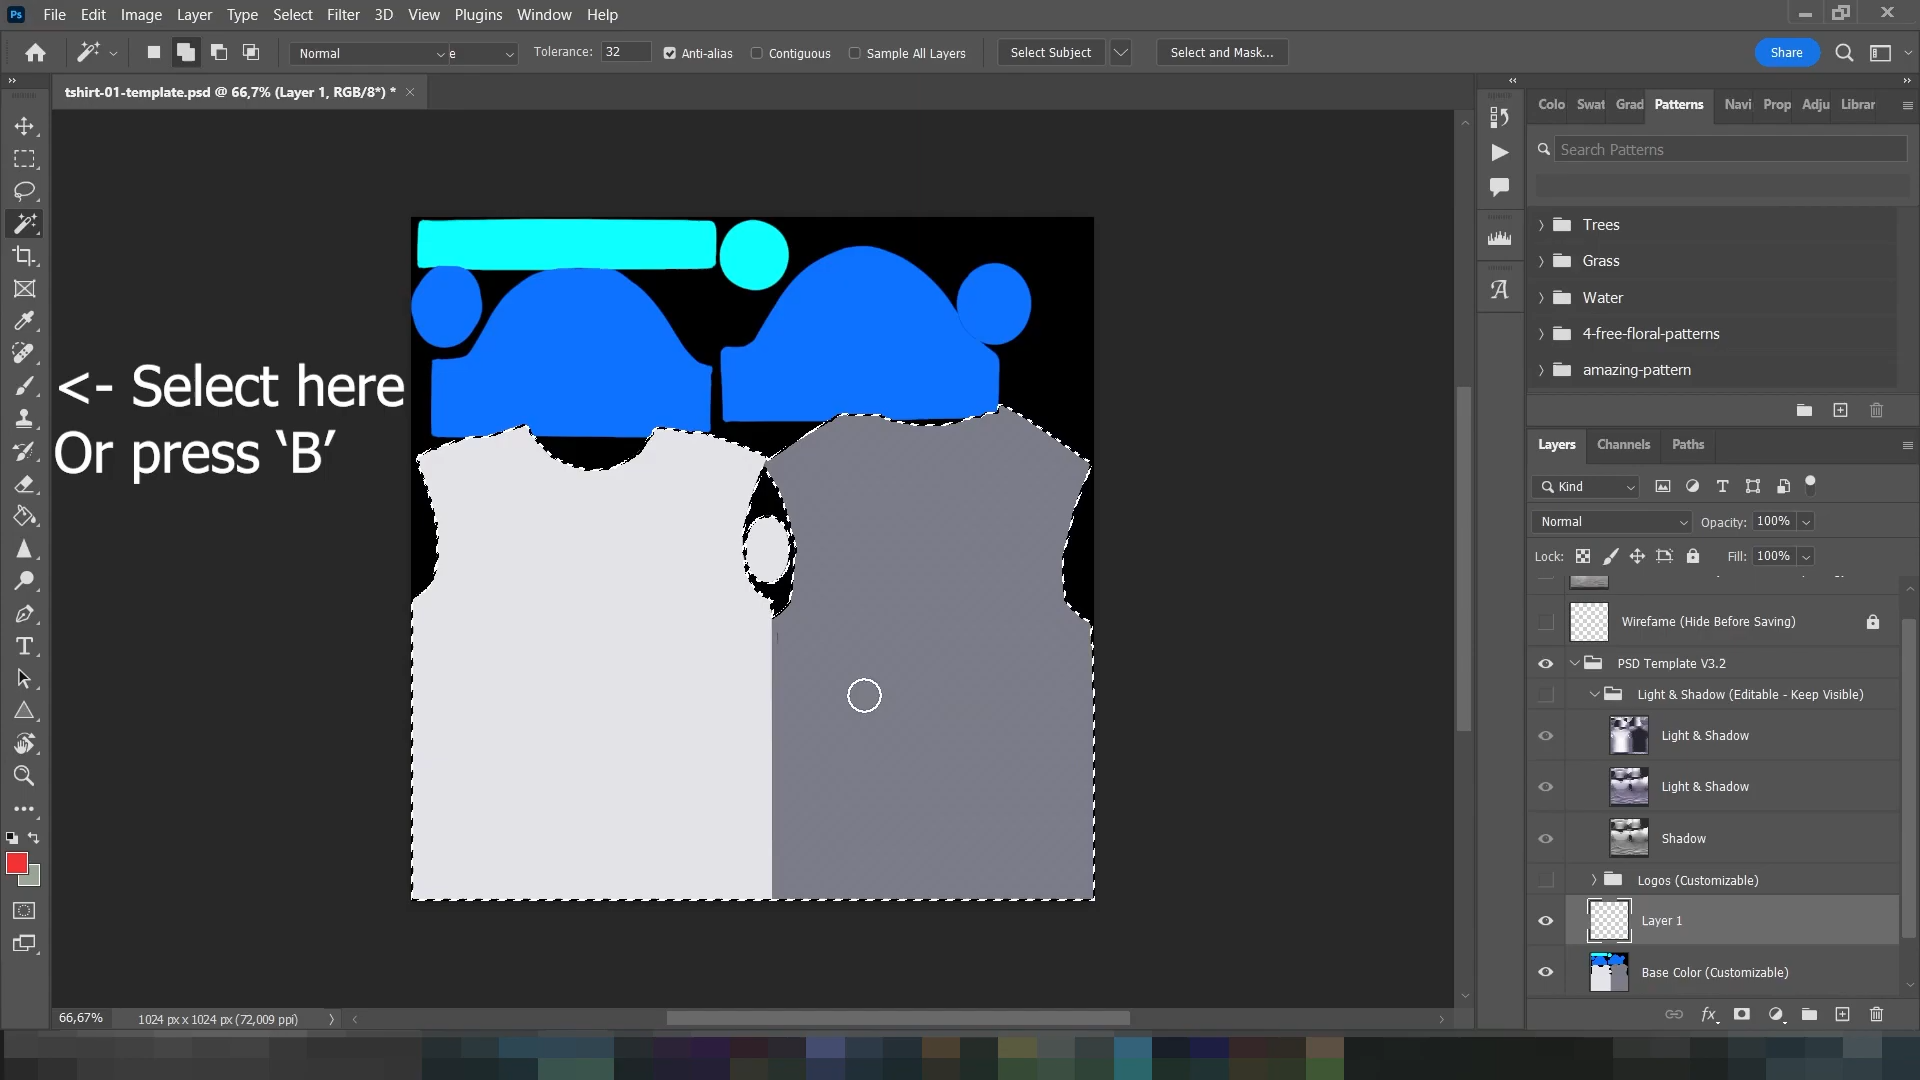 Ps File Edit Image Layer Type Select Filter 3D View Plugins Window Help
Normal e Tolerance: 32 Anti-alias Contiguous Sample All Layers Select Subject Select and Mask... Share
tshirt-01-template.psd @ 66,7% (Layer 1, RGB/8*) * ×
Colo Swat Grad Patterns Navi Prop Adju Librar
Search Patterns
Trees
Grass
Water
4-free-floral-patterns
amazing-pattern
<- Select here
Or press ‘B’
Layers Channels Paths
Kind
Normal Opacity: 100%
Lock: Fill: 100%
Wirefame (Hide Before Saving)
PSD Template V3.2
Light & Shadow (Editable - Keep Visible)
Light & Shadow
Light & Shadow
Shadow
Logos (Customizable)
Layer 1
Base Color (Customizable)
66,67% 1024 px x 1024 px (72,009 ppi)
fx